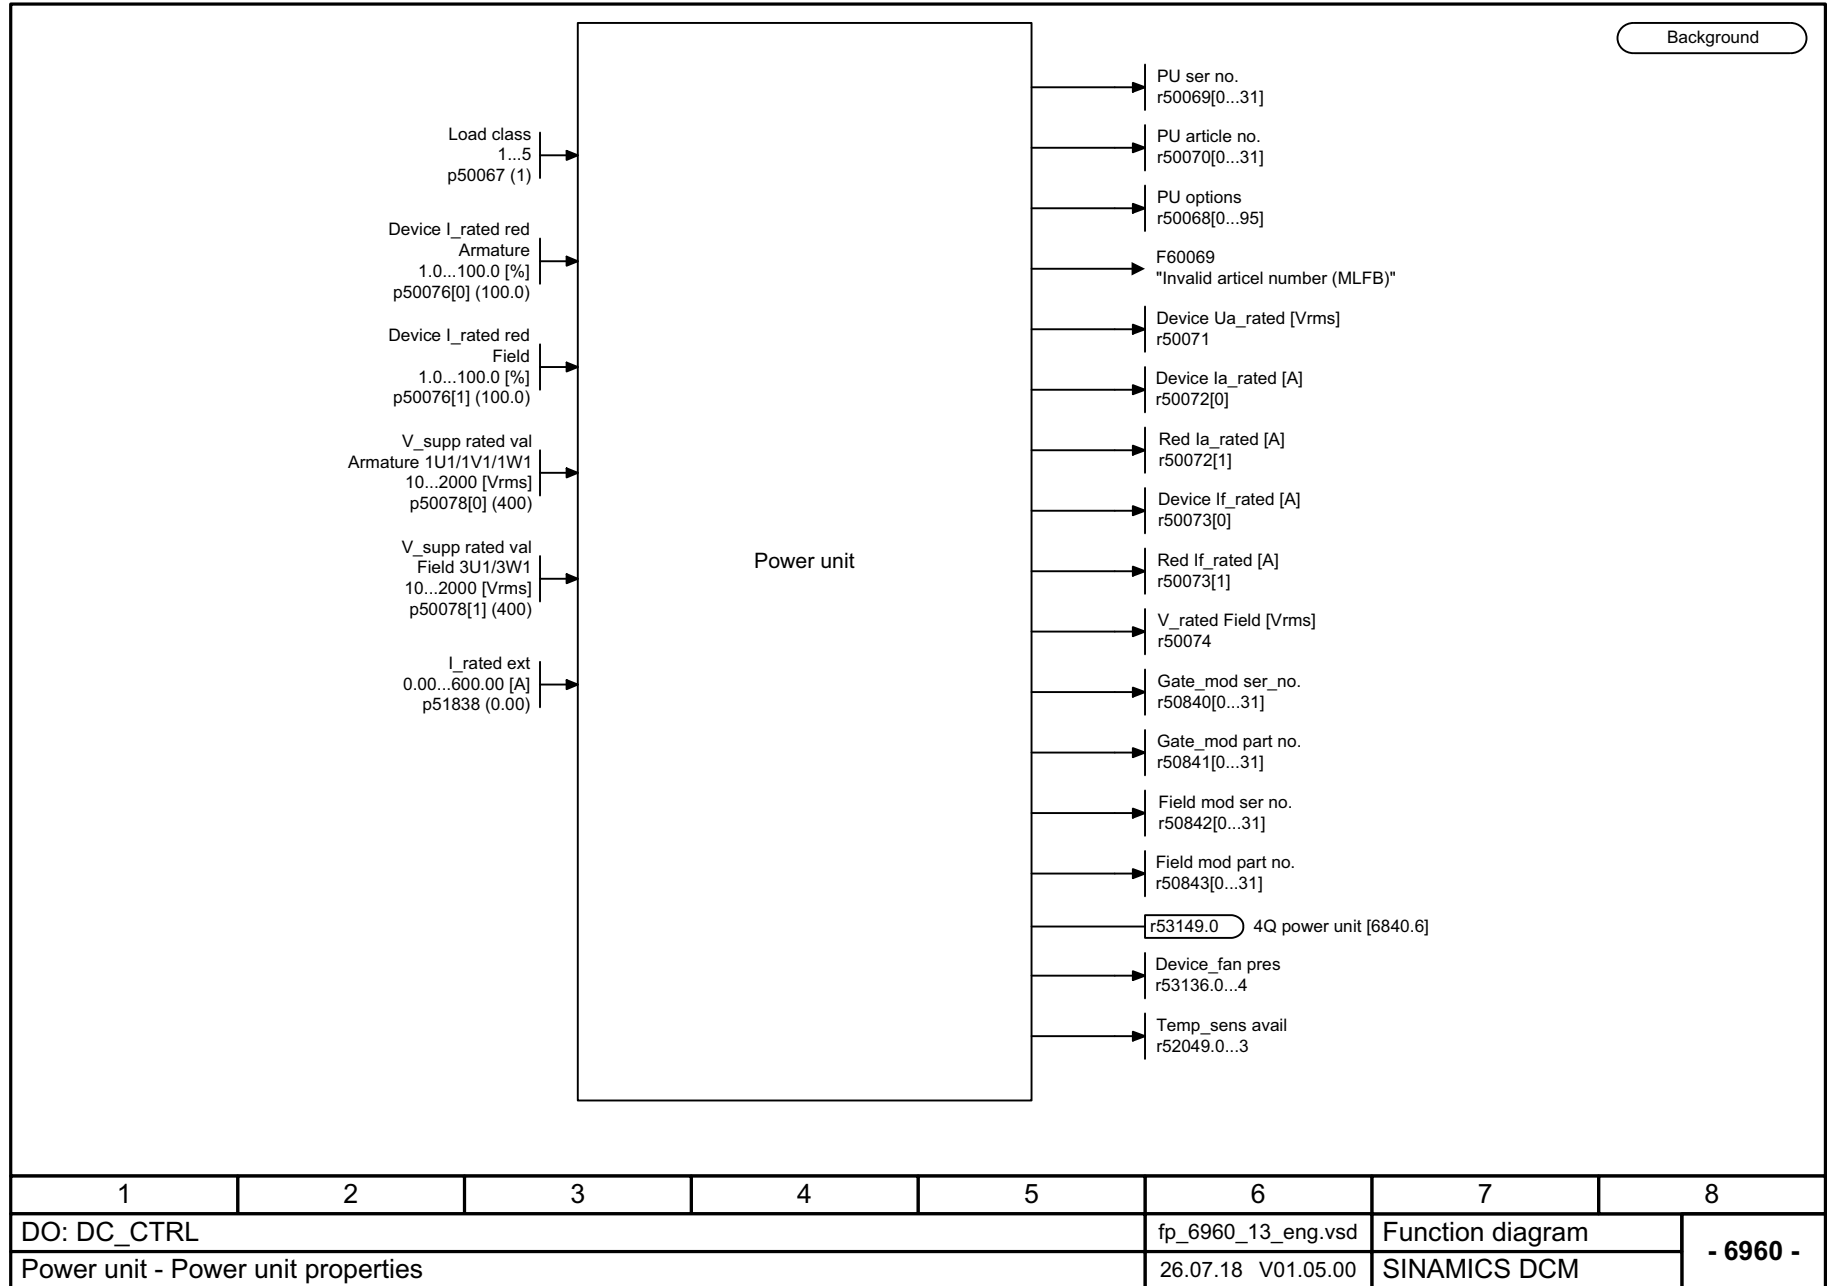 Background
Load class
1...5
p50067 (1)
Device I_rated red
Armature
1.0...100.0 [%]
p50076[0] (100.0)
Device I_rated red
Field
1.0...100.0 [%]
p50076[1] (100.0)
V_supp rated val
Armature 1U1/1V1/1W1
10...2000 [Vrms]
p50078[0] (400)
V_supp rated val
Field 3U1/3W1
10...2000 [Vrms]
p50078[1] (400)
I_rated ext
0.00...600.00 [A]
p51838 (0.00)
Power unit
PU ser no.
r50069[0...31]
PU article no.
r50070[0...31]
PU options
r50068[0...95]
F60069
"Invalid articel number (MLFB)"
Device Ua_rated [Vrms]
r50071
Device Ia_rated [A]
r50072[0]
Red Ia_rated [A]
r50072[1]
Device If_rated [A]
r50073[0]
Red If_rated [A]
r50073[1]
V_rated Field [Vrms]
r50074
Gate_mod ser_no.
r50840[0...31]
Gate_mod part no.
r50841[0...31]
Field mod ser no.
r50842[0...31]
Field mod part no.
r50843[0...31]
r53149.0 4Q power unit [6840.6]
Device_fan pres
r53136.0...4
Temp_sens avail
r52049.0...3
1 2 3 4 5 6 7 8
DO: DC_CTRL
fp_6960_13_eng.vsd
Function diagram
- 6960 -
Power unit - Power unit properties
26.07.18 V01.05.00
SINAMICS DCM